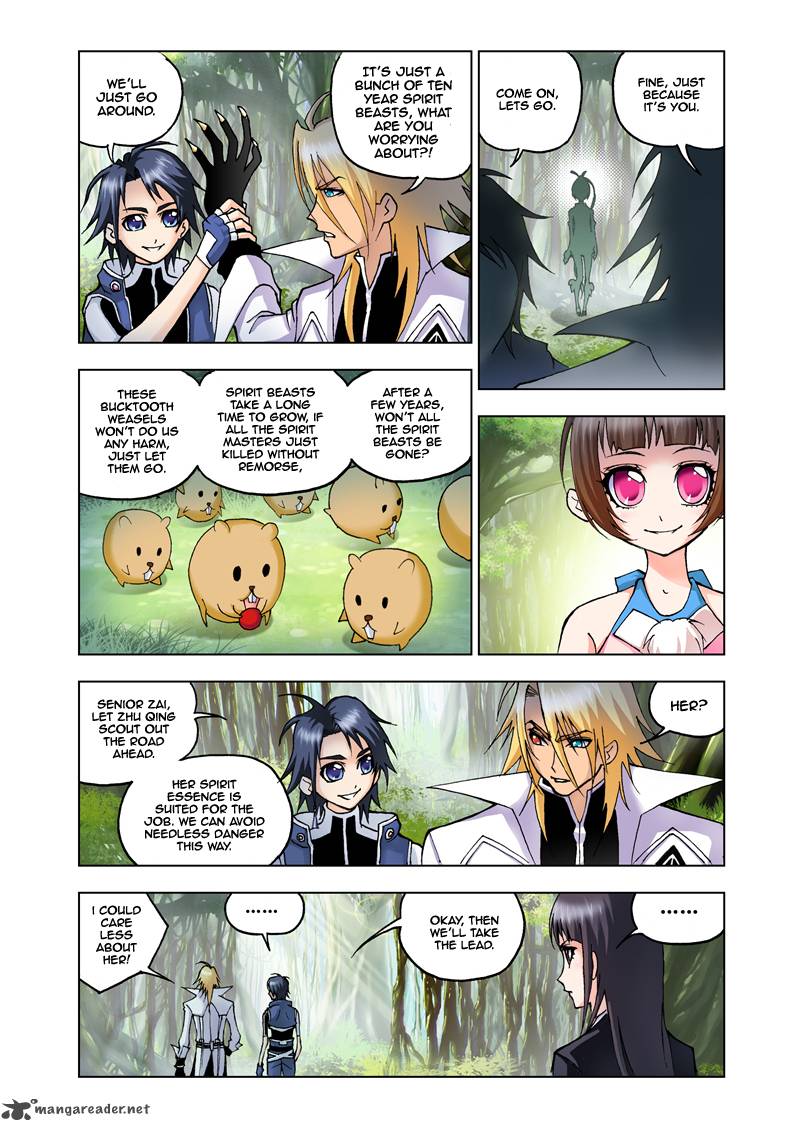 WE'LL
JUST GO
AROUND.
IT'S JUST A
BUNCH OF TEN
YEAR SPIRIT
BEASTS, WHAT
ARE YOU
WORRYING
ABOUT?!
COME ON,
LETS GO.
FINE, JUST
BECAUSE
IT'S YOU.
THESE
BUCKTOOTH
WEASELS
WON'T DO US
ANY HARM,
JUST LET
THEM GO.
SPIRIT BEASTS
TAKE A LONG
TIME TO GROW, IF
ALL THE SPIRIT
MASTERS JUST
KILLED WITHOUT
REMORSE,
AFTER A
FEW YEARS,
WON'T ALL
THE SPIRIT
BEASTS BE
GONE?
SENIOR ZAI,
LET ZHU QING
SCOUT OUT
THE ROAD
AHEAD.
HER SPIRIT
ESSENCE IS
SUITED FOR THE
JOB. WE CAN AVOID
NEEDLESS DANGER
THIS WAY.
HER?
I COULD
CARE
LESS
ABOUT
HER!
......
OKAY, THEN
WE'LL TAKE
THE LEAD.
......
mangareader.net